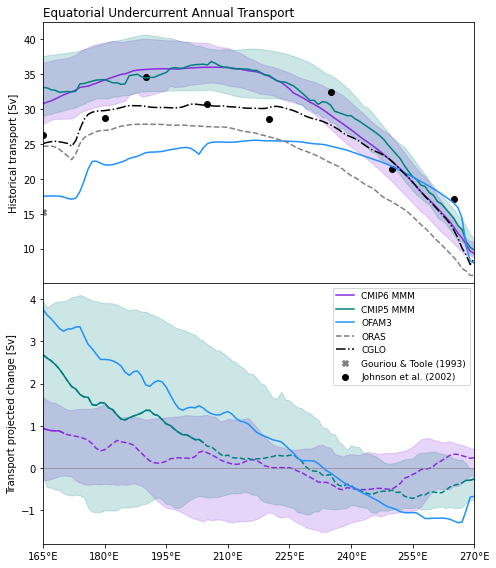 Equatorial Undercurrent Annual Transport
Historical transport [Sv]
40
35
30
25
20
15
10
Transport projected change [Sv]
4
3
2
1
0
−1
CMIP6 MMM
CMIP5 MMM
OFAM3
ORAS
CGLO
Gouriou & Toole (1993)
Johnson et al. (2002)
165°E 180°E 195°E 210°E 225°E 240°E 255°E 270°E